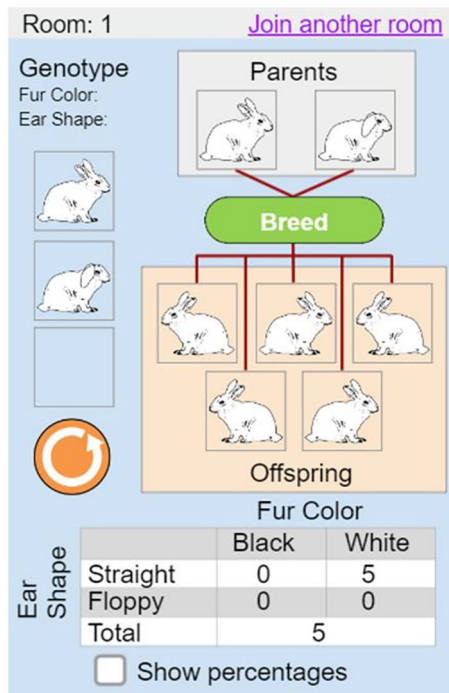 Room: 1 Join another room
Genotype
Fur Color:
Ear Shape:
Parents
Breed
Offspring
Fur Color
Ear Shape
Black White
Straight 0 5
Floppy 0 0
Total 5
Show percentages